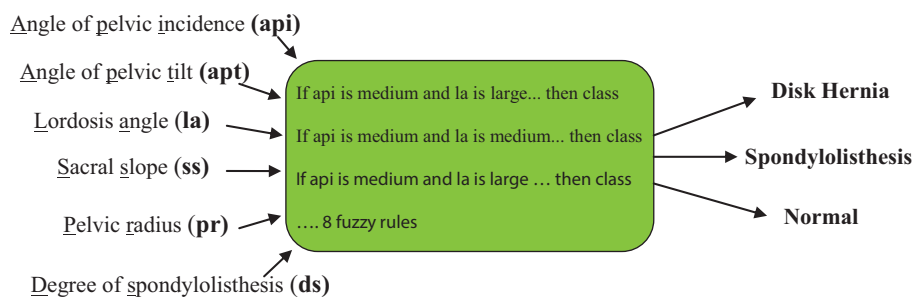 Angle of pelvic incidence (api)
Angle of pelvic tilt (apt)
Lordosis angle (la)
Sacral slope (ss)
Pelvic radius (pr)
Degree of spondylolisthesis (ds)
If api is medium and la is large... then class
If api is medium and la is medium... then class
If api is medium and la is large … then class
…. 8 fuzzy rules
Disk Hernia
Spondylolisthesis
Normal